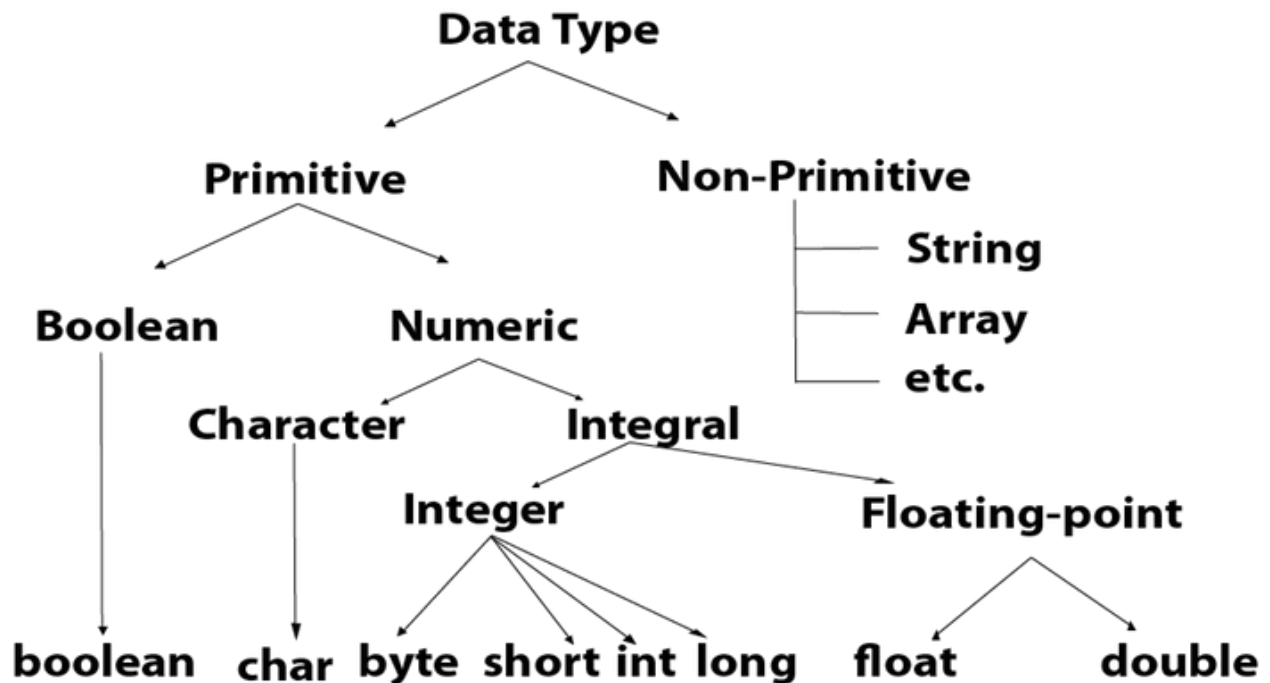 Data Type
Primitive
Non-Primitive
String
Array
etc.
Boolean
Numeric
Character
Integral
Integer
Floating-point
boolean char byte short int long float double